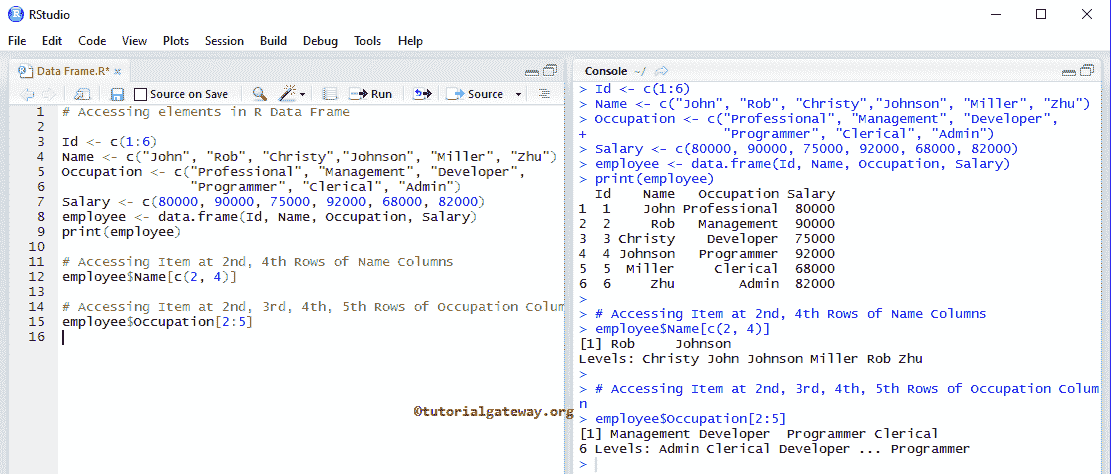 RStudio
File Edit Code View Plots Session Build Debug Tools Help
Data Frame.R*
Source on Save Run Source
1 # Accessing elements in R Data Frame
2
3 Id <- c(1:6)
4 Name <- c("John", "Rob", "Christy","Johnson", "Miller", "Zhu")
5 Occupation <- c("Professional", "Management", "Developer",
6 "Programmer", "Clerical", "Admin")
7 Salary <- c(80000, 90000, 75000, 92000, 68000, 82000)
8 employee <- data.frame(Id, Name, Occupation, Salary)
9 print(employee)
10
11 # Accessing Item at 2nd, 4th Rows of Name Columns
12 employee$Name[c(2, 4)]
13
14 # Accessing Item at 2nd, 3rd, 4th, 5th Rows of Occupation Colum
15 employee$Occupation[2:5]
16
Console ~/
> Id <- c(1:6)
> Name <- c("John", "Rob", "Christy","Johnson", "Miller", "Zhu")
> Occupation <- c("Professional", "Management", "Developer",
+ "Programmer", "Clerical", "Admin")
> Salary <- c(80000, 90000, 75000, 92000, 68000, 82000)
> employee <- data.frame(Id, Name, Occupation, Salary)
> print(employee)
Id Name Occupation Salary
1 1 John Professional 80000
2 2 Rob Management 90000
3 3 Christy Developer 75000
4 4 Johnson Programmer 92000
5 5 Miller Clerical 68000
6 6 Zhu Admin 82000
>
> # Accessing Item at 2nd, 4th Rows of Name Columns
> employee$Name[c(2, 4)]
[1] Rob Johnson
Levels: Christy John Johnson Miller Rob Zhu
>
> # Accessing Item at 2nd, 3rd, 4th, 5th Rows of Occupation Colum
n
> employee$Occupation[2:5]
[1] Management Developer Programmer Clerical
6 Levels: Admin Clerical Developer ... Programmer
>
©tutorialgateway.org